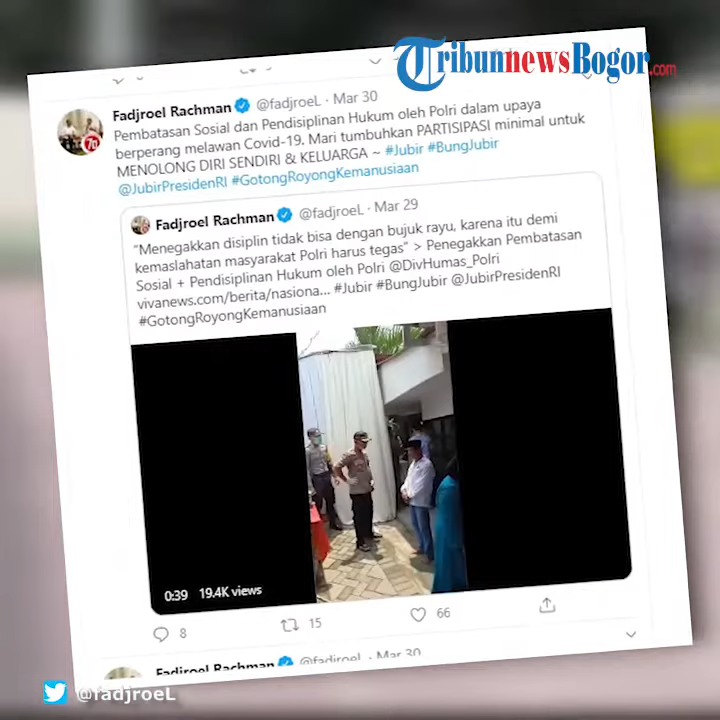 TribunnewsBogor.com
Fadjroel Rachman @fadjroeL · Mar 30
Pembatasan Sosial dan Pendisiplinan Hukum oleh Polri dalam upaya
berperang melawan Covid-19. Mari tumbuhkan PARTISIPASI minimal untuk
MENOLONG DIRI SENDIRI & KELUARGA ~ #Jubir #BungJubir
@JubirPresidenRI #GotongRoyongKemanusiaan
Fadjroel Rachman @fadjroeL · Mar 29
“Menegakkan disiplin tidak bisa dengan bujuk rayu, karena itu demi
kemaslahatan masyarakat Polri harus tegas” > Penegakkan Pembatasan
Sosial + Pendisiplinan Hukum oleh Polri @DivHumas_Polri
vivanews.com/berita/nasiona... #Jubir #BungJubir @JubirPresidenRI
#GotongRoyongKemanusiaan
0:39 19.4K views
8 15 66
Fadjroel Rachman @fadjroeL · Mar 30
@fadjroeL